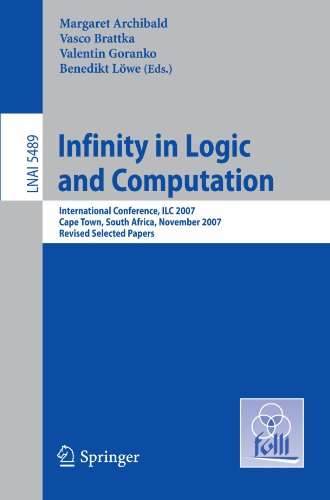 Margaret Archibald
Vasco Brattka
Valentin Goranko
Benedikt Löwe (Eds.)
LNAI 5489
Infinity in Logic
and Computation
International Conference, ILC 2007
Cape Town, South Africa, November 2007
Revised Selected Papers
Springer
folli